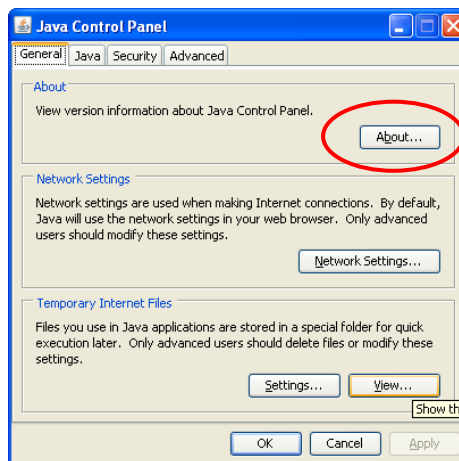 Java Control Panel
General Java Security Advanced
About
View version information about Java Control Panel.
About...
Network Settings
Network settings are used when making Internet connections. By default,
Java will use the network settings in your web browser. Only advanced
users should modify these settings.
Network Settings...
Temporary Internet Files
Files you use in Java applications are stored in a special folder for quick
execution later. Only advanced users should delete files or modify these
settings.
Settings... View...
Show th
OK Cancel Apply